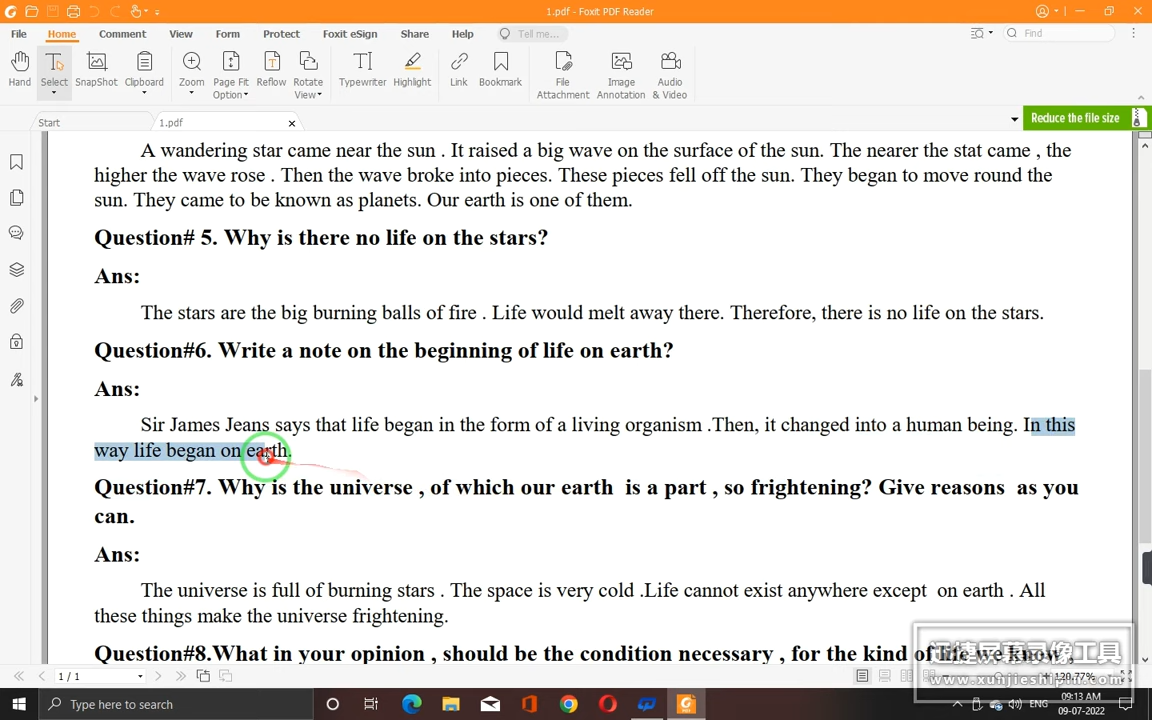 1.pdf - Foxit PDF Reader
File Home Comment View Form Protect Foxit eSign Share Help Tell me... Find
Hand Select SnapShot Clipboard Zoom Page Fit Option Reflow Rotate View Typewriter Highlight Link Bookmark File Attachment Image Annotation Audio & Video
Start 1.pdf Reduce the file size
A wandering star came near the sun . It raised a big wave on the surface of the sun. The nearer the stat came , the
higher the wave rose . Then the wave broke into pieces. These pieces fell off the sun. They began to move round the
sun. They came to be known as planets. Our earth is one of them.
Question# 5. Why is there no life on the stars?
Ans:
The stars are the big burning balls of fire . Life would melt away there. Therefore, there is no life on the stars.
Question#6. Write a note on the beginning of life on earth?
Ans:
Sir James Jeans says that life began in the form of a living organism .Then, it changed into a human being. In this
way life began on earth.
Question#7. Why is the universe , of which our earth is a part , so frightening? Give reasons as you
can.
Ans:
The universe is full of burning stars . The space is very cold .Life cannot exist anywhere except on earth . All
these things make the universe frightening.
Question#8.What in your opinion , should be the condition necessary , for the kind of life we know ,
迅捷屏幕录像工具
www.xunjieshipin.com
1 / 1 120.77%
Type here to search
ENG
09:13 AM
09-07-2022